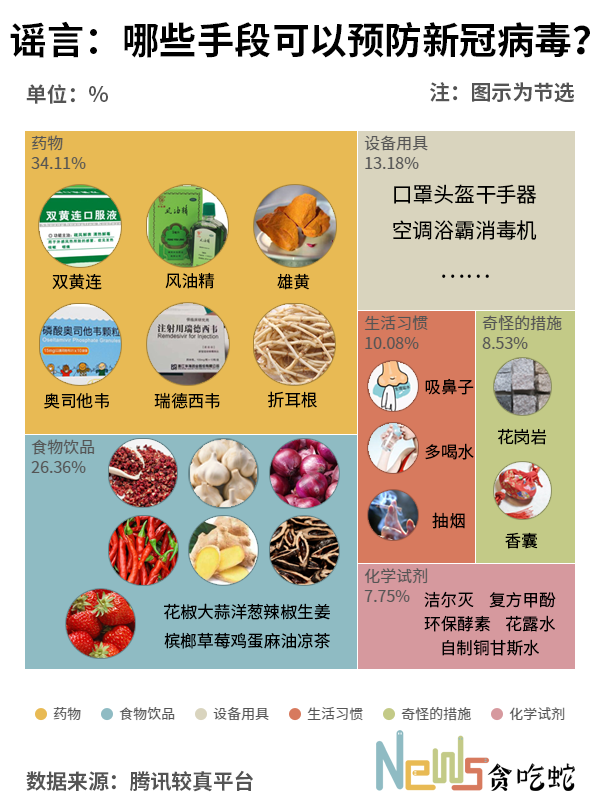 谣言：哪些手段可以预防新冠病毒？
单位：%
注：图示为节选
药物
34.11%
双黄连口服液
双黄连
风油精
风油精
雄黄
磷酸奥司他韦颗粒
Oseltamivir Phosphate Granules
奥司他韦
注射用瑞德西韦
Remdesivir for Injection
瑞德西韦
折耳根
设备用具
13.18%
口罩头盔干手器
空调浴霸消毒机
……
生活习惯
10.08%
吸鼻子
多喝水
抽烟
奇怪的措施
8.53%
花岗岩
香囊
食物饮品
26.36%
花椒大蒜洋葱辣椒生姜
槟榔草莓鸡蛋麻油凉茶
化学试剂
7.75%
洁尔灭 复方甲酚
环保酵素 花露水
自制铜甘斯水
药物 食物饮品 设备用具 生活习惯 奇怪的措施 化学试剂
数据来源：腾讯较真平台
News贪吃蛇